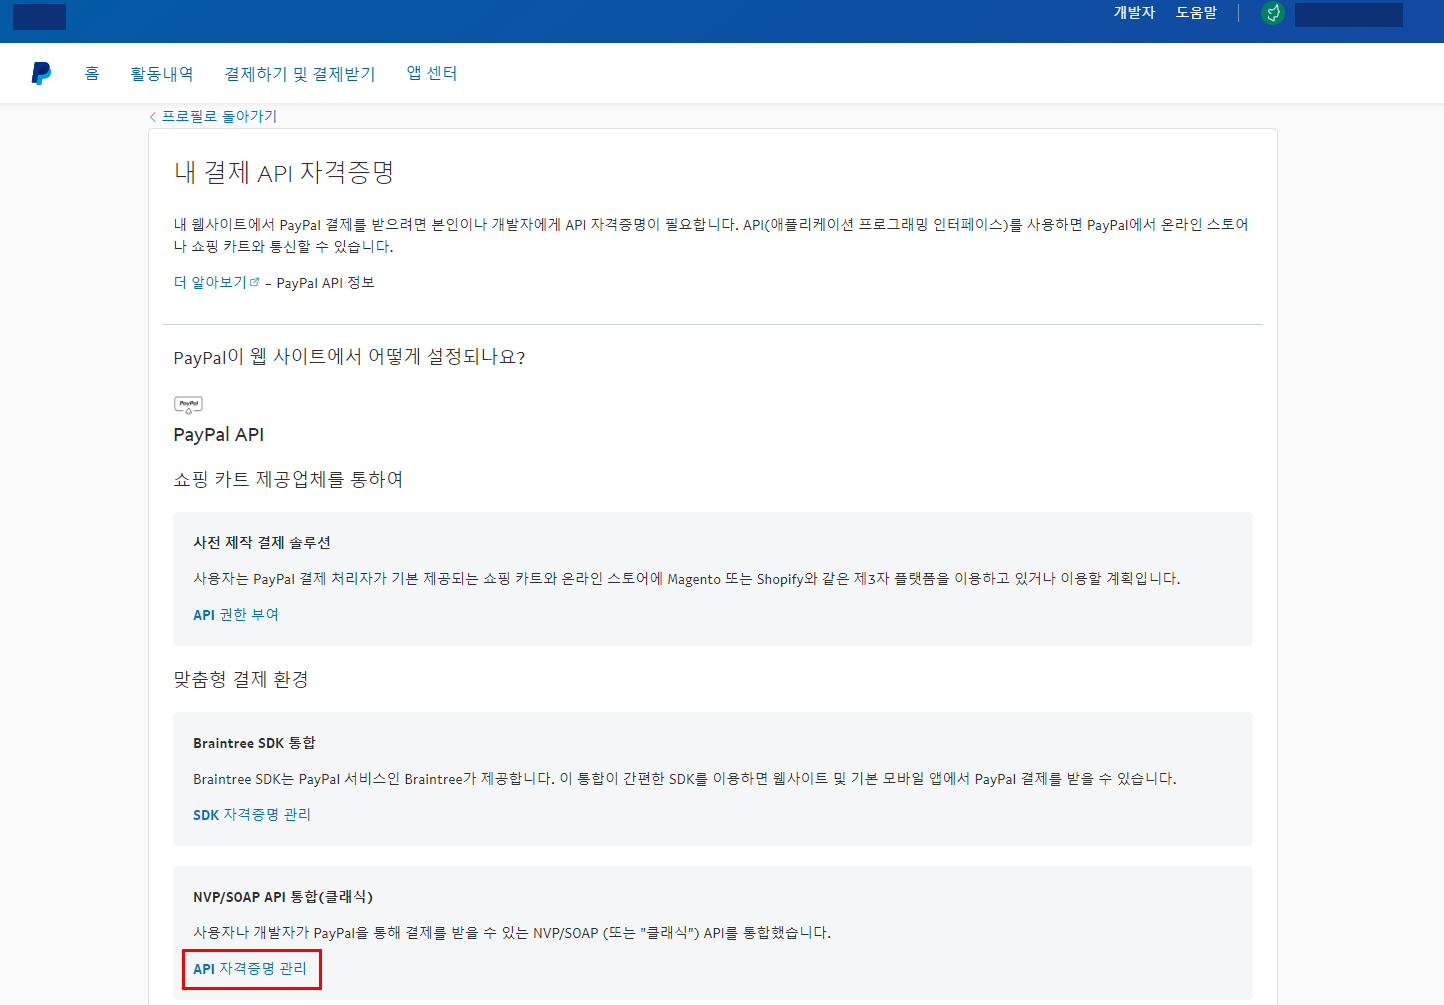 개발자 도움말
홈 활동내역 결제하기 및 결제받기 앱 센터
프로필로 돌아가기
내 결제 API 자격증명
내 웹사이트에서 PayPal 결제를 받으려면 본인이나 개발자에게 API 자격증명이 필요합니다. API(애플리케이션 프로그래밍 인터페이스)를 사용하면 PayPal에서 온라인 스토어
나 쇼핑 카트와 통신할 수 있습니다.
더 알아보기 – PayPal API 정보
PayPal이 웹 사이트에서 어떻게 설정되나요?
PayPal
PayPal API
쇼핑 카트 제공업체를 통하여
사전 제작 결제 솔루션
사용자는 PayPal 결제 처리자가 기본 제공되는 쇼핑 카트와 온라인 스토어에 Magento 또는 Shopify와 같은 제3자 플랫폼을 이용하고 있거나 이용할 계획입니다.
API 권한 부여
맞춤형 결제 환경
Braintree SDK 통합
Braintree SDK는 PayPal 서비스인 Braintree가 제공합니다. 이 통합이 간편한 SDK를 이용하면 웹사이트 및 기본 모바일 앱에서 PayPal 결제를 받을 수 있습니다.
SDK 자격증명 관리
NVP/SOAP API 통합(클래식)
사용자나 개발자가 PayPal을 통해 결제를 받을 수 있는 NVP/SOAP (또는 "클래식") API를 통합했습니다.
API 자격증명 관리